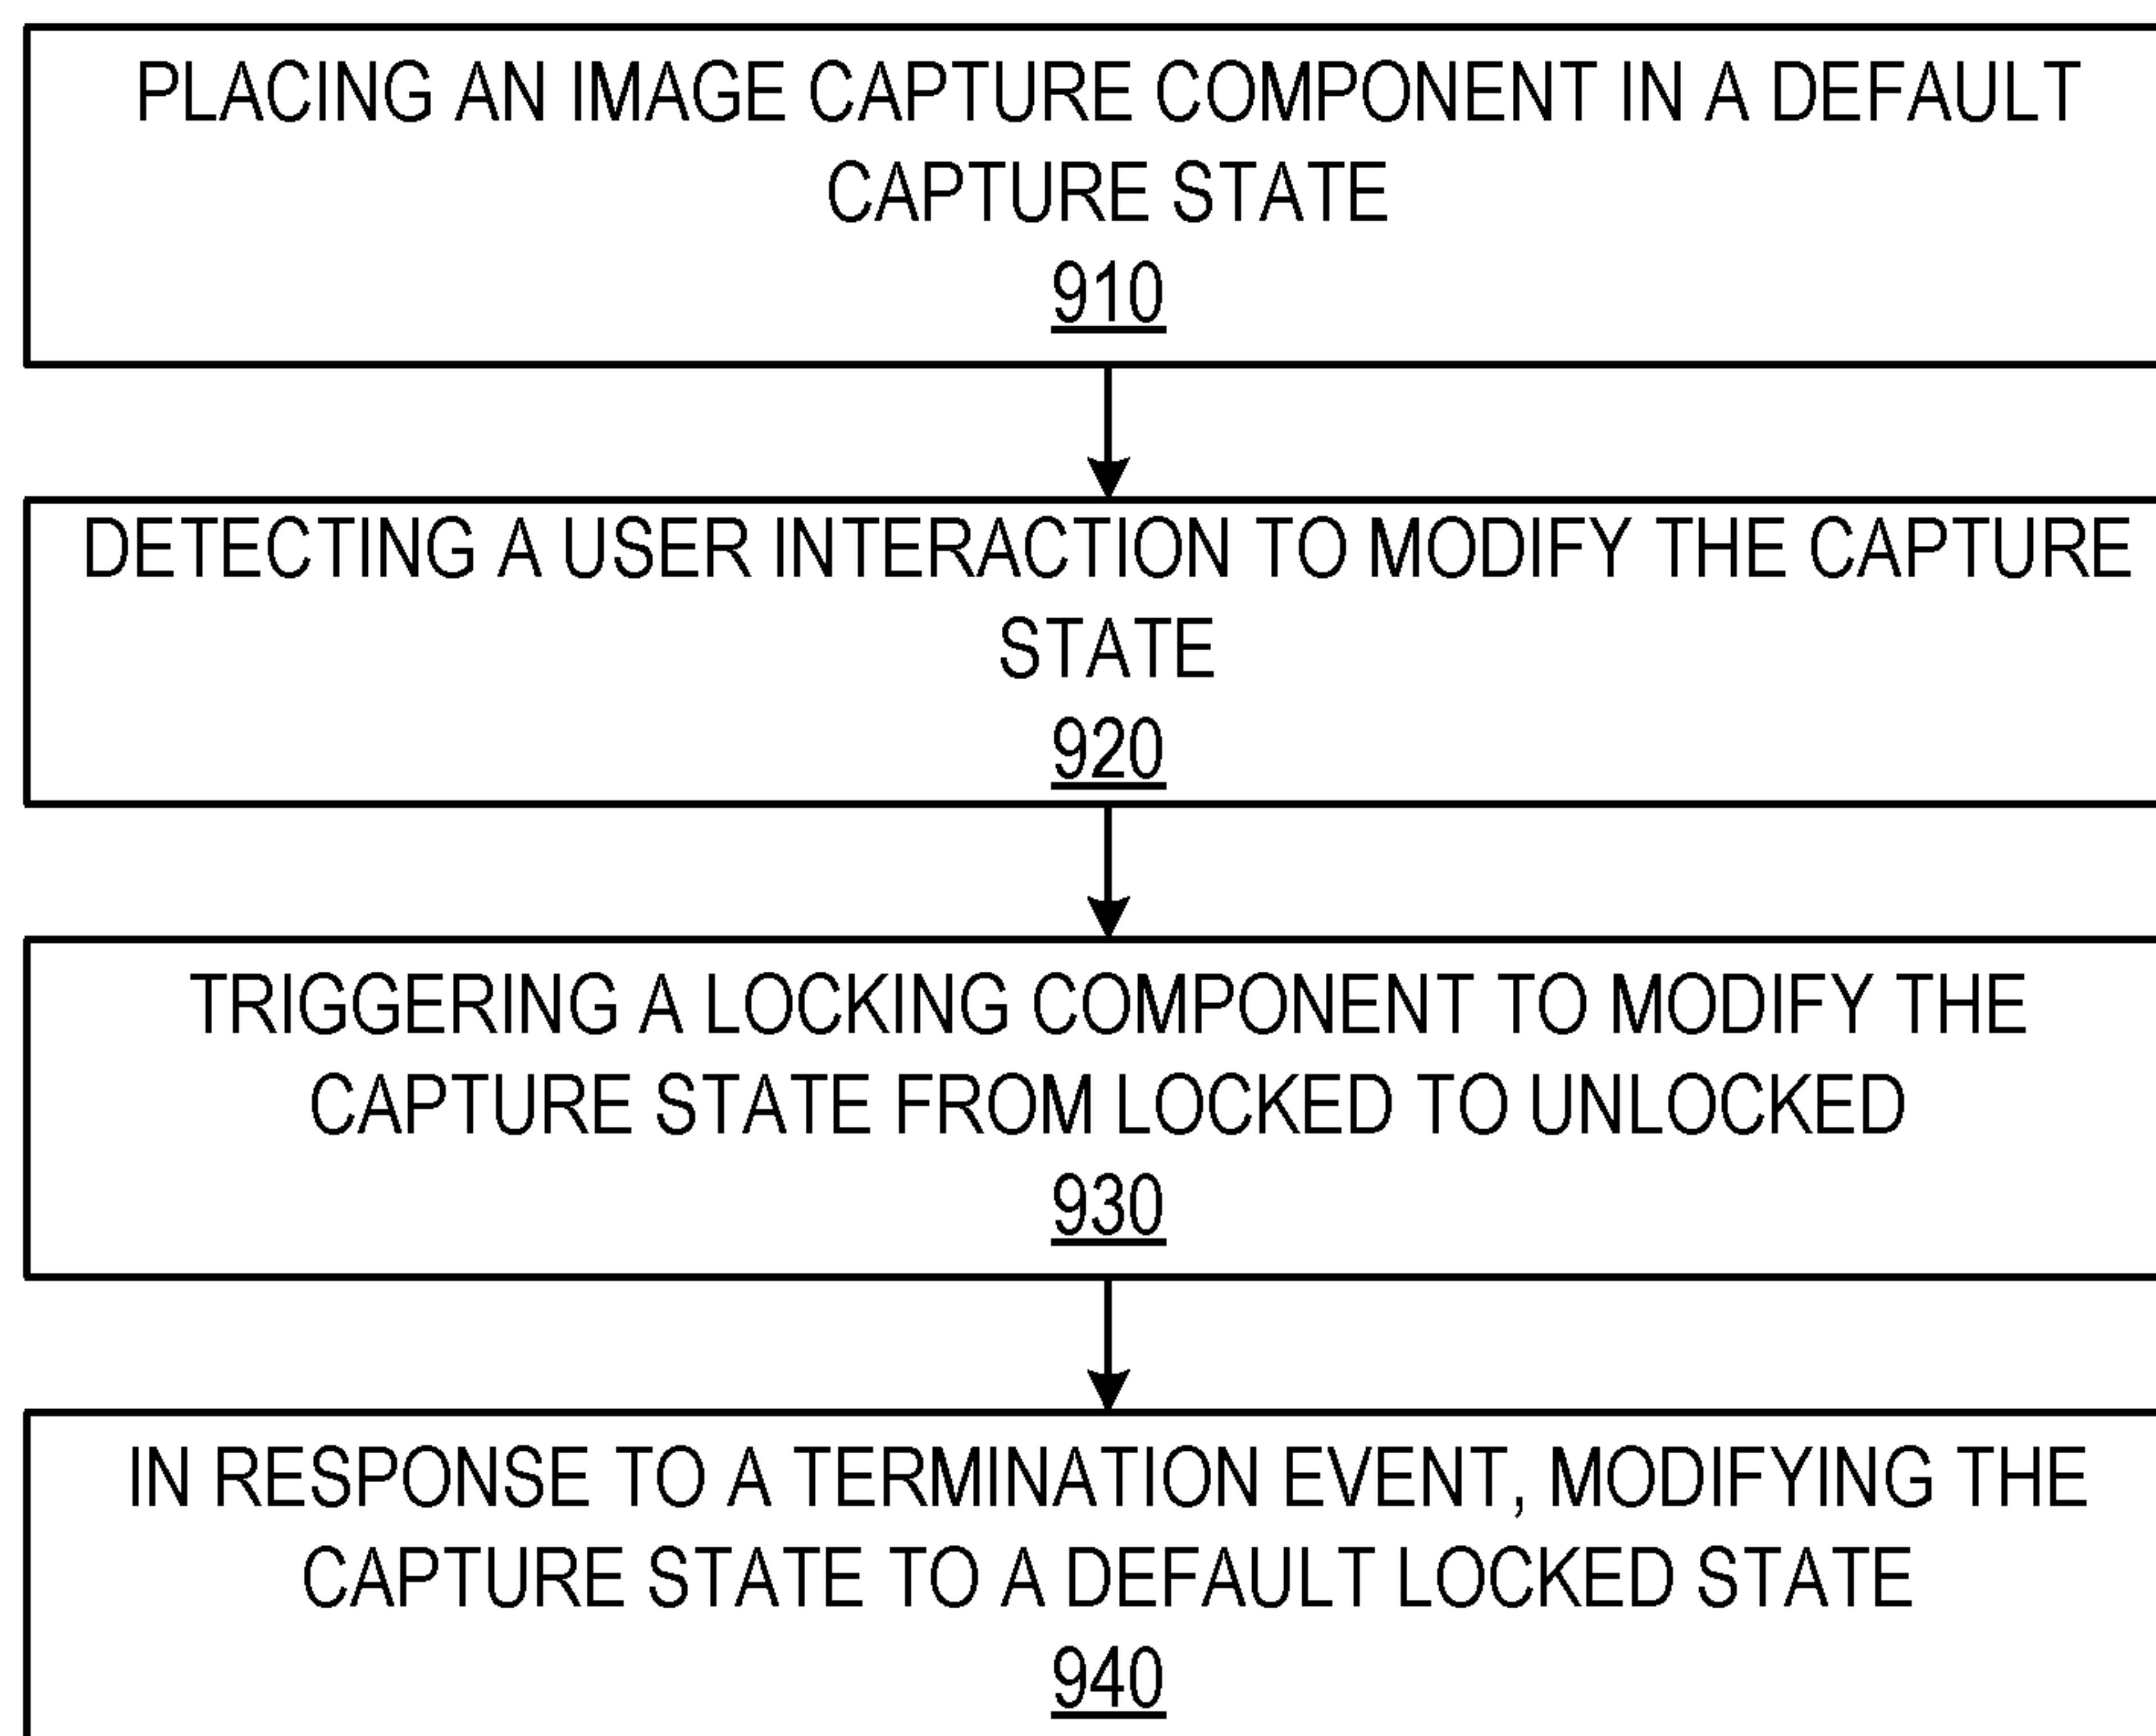 PLACING AN IMAGE CAPTURE COMPONENT IN A DEFAULT
CAPTURE STATE
910
DETECTING A USER INTERACTION TO MODIFY THE CAPTURE
STATE
920
TRIGGERING A LOCKING COMPONENT TO MODIFY THE
CAPTURE STATE FROM LOCKED TO UNLOCKED
930
IN RESPONSE TO A TERMINATION EVENT, MODIFYING THE
CAPTURE STATE TO A DEFAULT LOCKED STATE
940